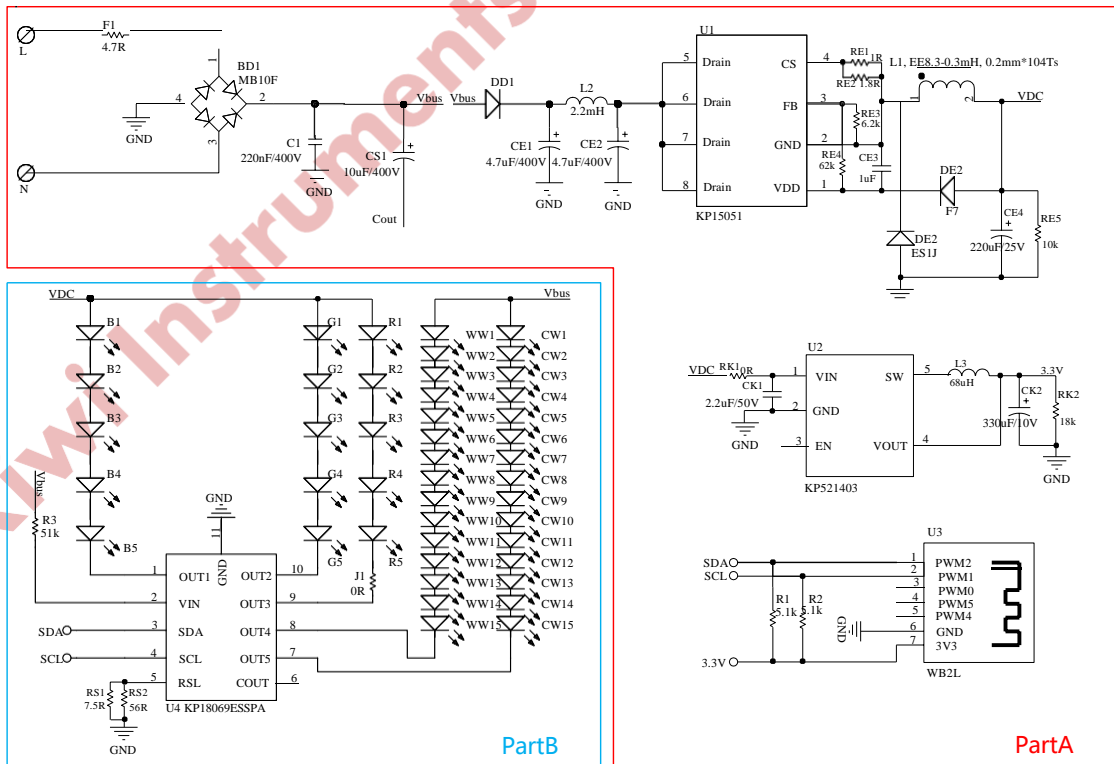 Kiwi Instruments
F1
4.7R
L
N
BD1
MB10F
1
2
3
4
GND
C1
220nF/400V
GND
Vbus
CS1
10uF/400V
Cout
Vbus
DD1
L2
2.2mH
CE1
4.7uF/400V
GND
CE2
4.7uF/400V
GND
U1
5
Drain
6
Drain
7
Drain
8
Drain
CS
4
FB
3
GND
2
VDD
1
KP15051
RE1
1R
RE2
1.8R
RE3
6.2k
RE4
62k
CE3
1uF
L1, EE8.3-0.3mH, 0.2mm*104Ts
1
2
VDC
DE2
F7
DE2
ES1J
CE4
220uF/25V
RE5
10k
VDC
RK1
0R
CK1
2.2uF/50V
GND
U2
1
VIN
2
GND
3
EN
SW
5
VOUT
4
KP521403
L3
68uH
3.3V
CK2
330uF/10V
RK2
18k
GND
U3
SDA
SCL
1
PWM2
2
PWM1
3
PWM0
4
PWM5
5
PWM4
6
GND
7
3V3
WB2L
R1
5.1k
R2
5.1k
GND
3.3V
PartA
VDC
Vbus
B1
B2
B3
B4
B5
G1
G2
G3
G4
G5
R1
R2
R3
R4
R5
J1
0R
WW1
WW2
WW3
WW4
WW5
WW6
WW7
WW8
WW9
WW10
WW11
WW12
WW13
WW14
WW15
CW1
CW2
CW3
CW4
CW5
CW6
CW7
CW8
CW9
CW10
CW11
CW12
CW13
CW14
CW15
Vbus
R3
51k
GND
11
GND
1
OUT1
2
VIN
3
SDA
4
SCL
5
RSL
OUT2
10
OUT3
9
OUT4
8
OUT5
7
COUT
6
SDA
SCL
RS1
7.5R
RS2
56R
GND
U4 KP18069ESSPA
PartB